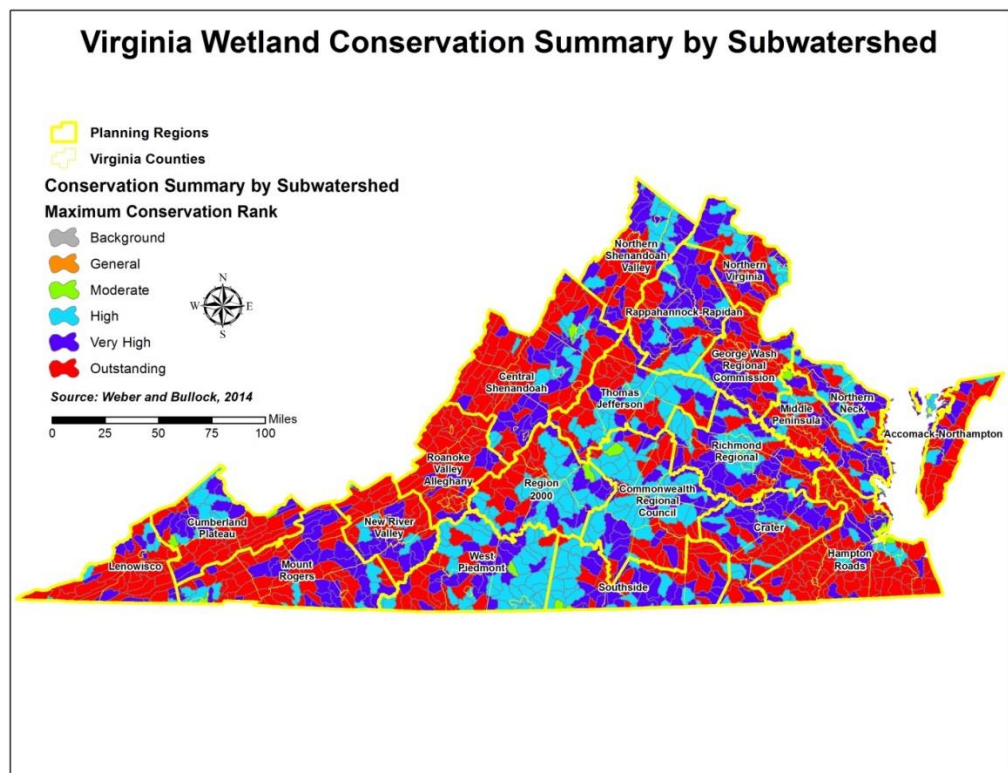 Virginia Wetland Conservation Summary by Subwatershed
Planning Regions
Virginia Counties
Conservation Summary by Subwatershed
Maximum Conservation Rank
Background
General
Moderate
High
Very High
Outstanding
N
W E
S
Source: Weber and Bullock, 2014
Miles
0 25 50 75 100
Northern
Shenandoah
Valley
Northern
Virginia
Rappahannock-Rapidan
George Wash
Regional
Commission
Central
Shenandoah
Thomas
Jefferson
Northern
Neck
Middle
Peninsula
Accomack-Northampton
Richmond
Regional
Roanoke
Valley
Alleghany
Region
2000
Commonwealth
Regional
Council
Cumberland
Plateau
New River
Valley
Crater
Lenowisco
Mount
Rogers
West
Piedmont
Hampton
Roads
Southside